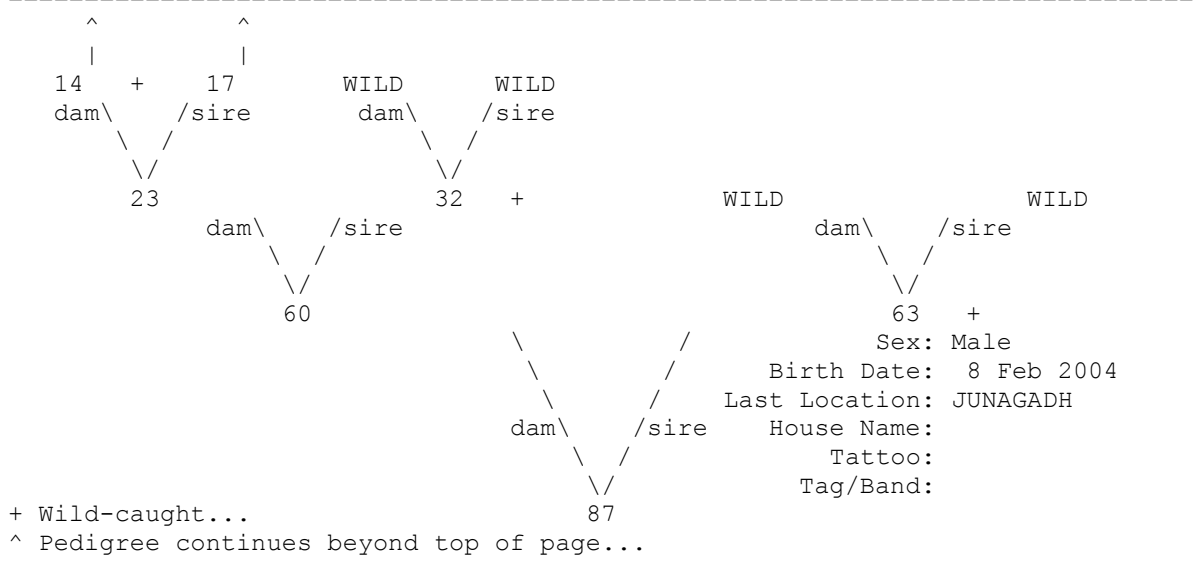 ^ ^
| |
14 + 17 WILD WILD
dam\ /sire dam\ /sire
\ / \ /
\/ \/
23 32 + WILD WILD
dam\ /sire dam\ /sire
\ / \ /
\/ \/
60 63 +
\ / Sex: Male
\ / Birth Date: 8 Feb 2004
\ / Last Location: JUNAGADH
dam\ /sire House Name:
\ / Tattoo:
\/ Tag/Band:
+ Wild-caught... 87
^ Pedigree continues beyond top of page...